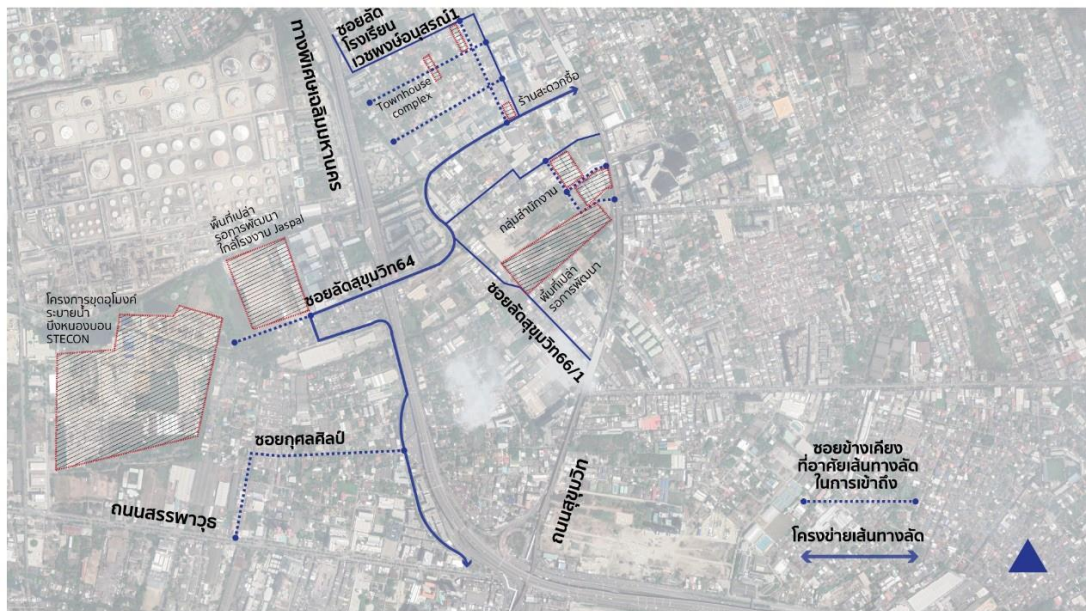 ซอยลัด
โรงเรียน
เวชพงษ์อนุสรณ์1
ทางพิเศษเฉลิมมหานคร
Townhouse
complex
ร้านสะดวกซื้อ
กลุ่มสำนักงาน
พื้นที่เปล่า
รอการพัฒนา
ใกล้โรงงาน Jaspal
ซอยลัดสุขุมวิท64
พื้นที่เปล่า
รอการพัฒนา
ซอยลัดสุขุมวิท66/1
โครงการขุดอุโมงค์
ระบายน้ำ
บึงหนองบอน
STECON
ซอยกุศลศิลป์
ถนนสรรพาวุธ
ถนนสุขุมวิท
ซอยข้างเคียง
ที่อาศัยเส้นทางลัด
ในการเข้าถึง
โครงข่ายเส้นทางลัด